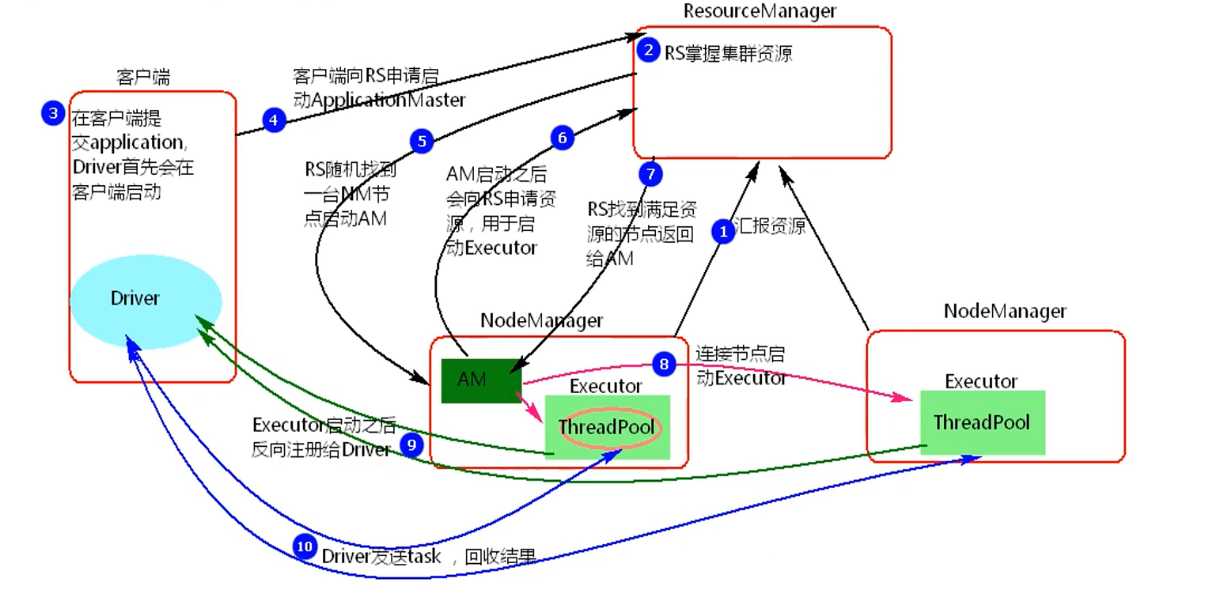 ResourceManager
2
RS掌握集群资源
客户端
3
在客户端提
交application,
Driver首先会在
客户端启动
客户端向RS申请启
动ApplicationMaster
4
5
RS随机找到
一台NM节
点启动AM
6
AM启动之后
会向RS申请资
源，用于启
动Executor
7
RS找到满足资
源的节点返回
给AM
1
汇报资源
Driver
NodeManager
AM
Executor
ThreadPool
8
连接节点启
动Executor
NodeManager
Executor
ThreadPool
Executor启动之后
反向注册给Driver
9
10
Driver发送task ，回收结果